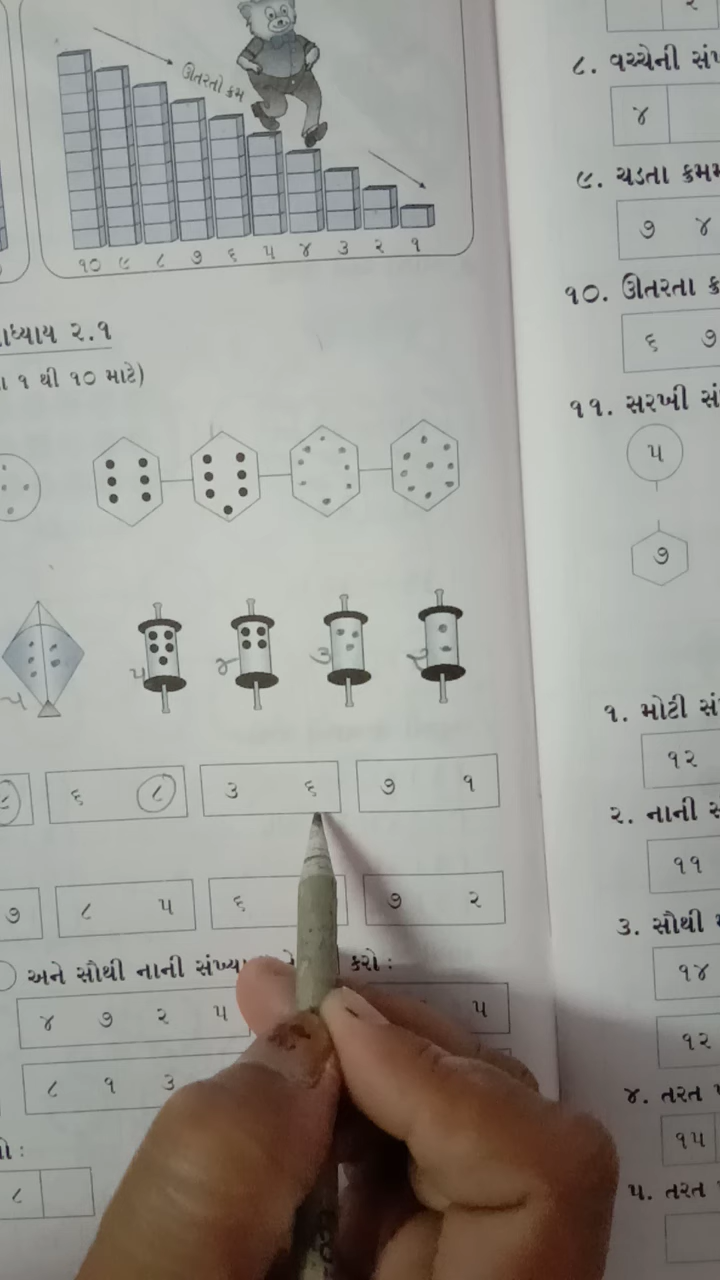 ઊતરતો ક્રમ
૧૦ ૯ ૮ ૭ ૬ ૫ ૪ ૩ ૨ ૧
૨.૧
૧ થી ૧૦ માટે)
૫ ૪ ૩ ૨
૬ ૮
૩ ૬
૭ ૧
૭
૮ ૫
૬
૭ ૨
અને સૌથી નાની કરો :
૪ ૭ ૨ ૫
૫
૮ ૧ ૩
૮
૨
૮. વચ્ચેની
૪
૯. ચડતા
૭ ૪
૧૦. ઊતરતા
૬ ૭
૧૧. સરખી
૫
૭
૧. મોટી
૧૨
૨. નાની
૧૧
૩. સૌથી
૧૪
૧૨
૪. તરત
૧૫
૫. તરત